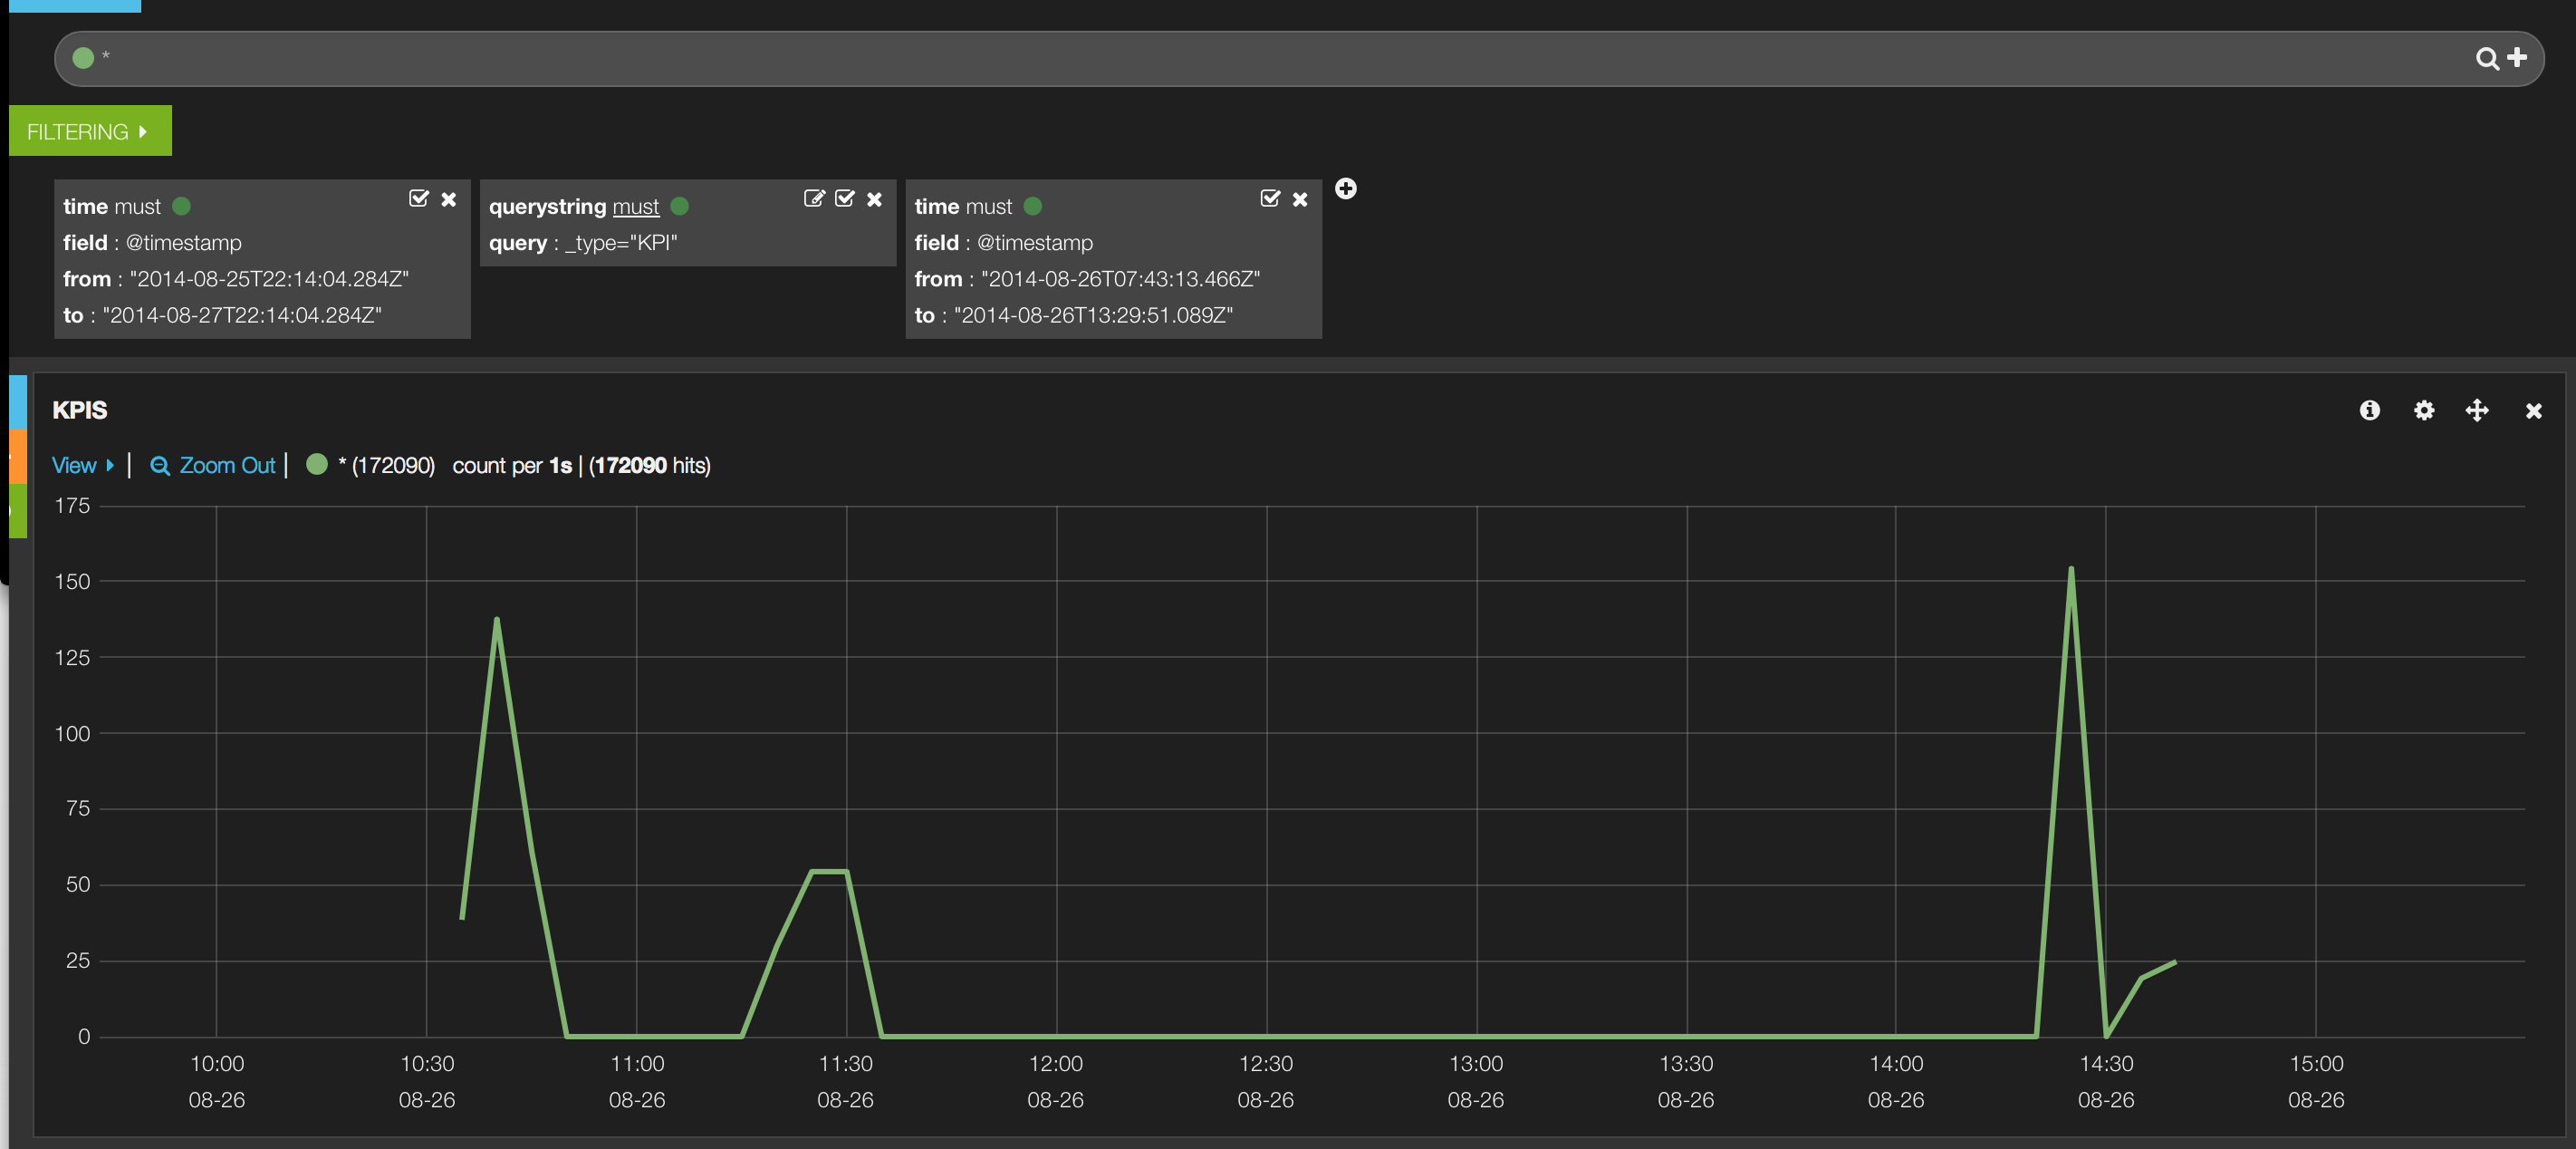 *
FILTERING
time must
field : @timestamp
from : "2014-08-25T22:14:04.284Z"
to : "2014-08-27T22:14:04.284Z"
querystring must
query : _type="KPI"
time must
field : @timestamp
from : "2014-08-26T07:43:13.466Z"
to : "2014-08-26T13:29:51.089Z"
KPIS
View | Zoom Out | * (172090) count per 1s | (172090 hits)
175
150
125
100
75
50
25
0
10:00 10:30 11:00 11:30 12:00 12:30 13:00 13:30 14:00 14:30 15:00
08-26 08-26 08-26 08-26 08-26 08-26 08-26 08-26 08-26 08-26 08-26